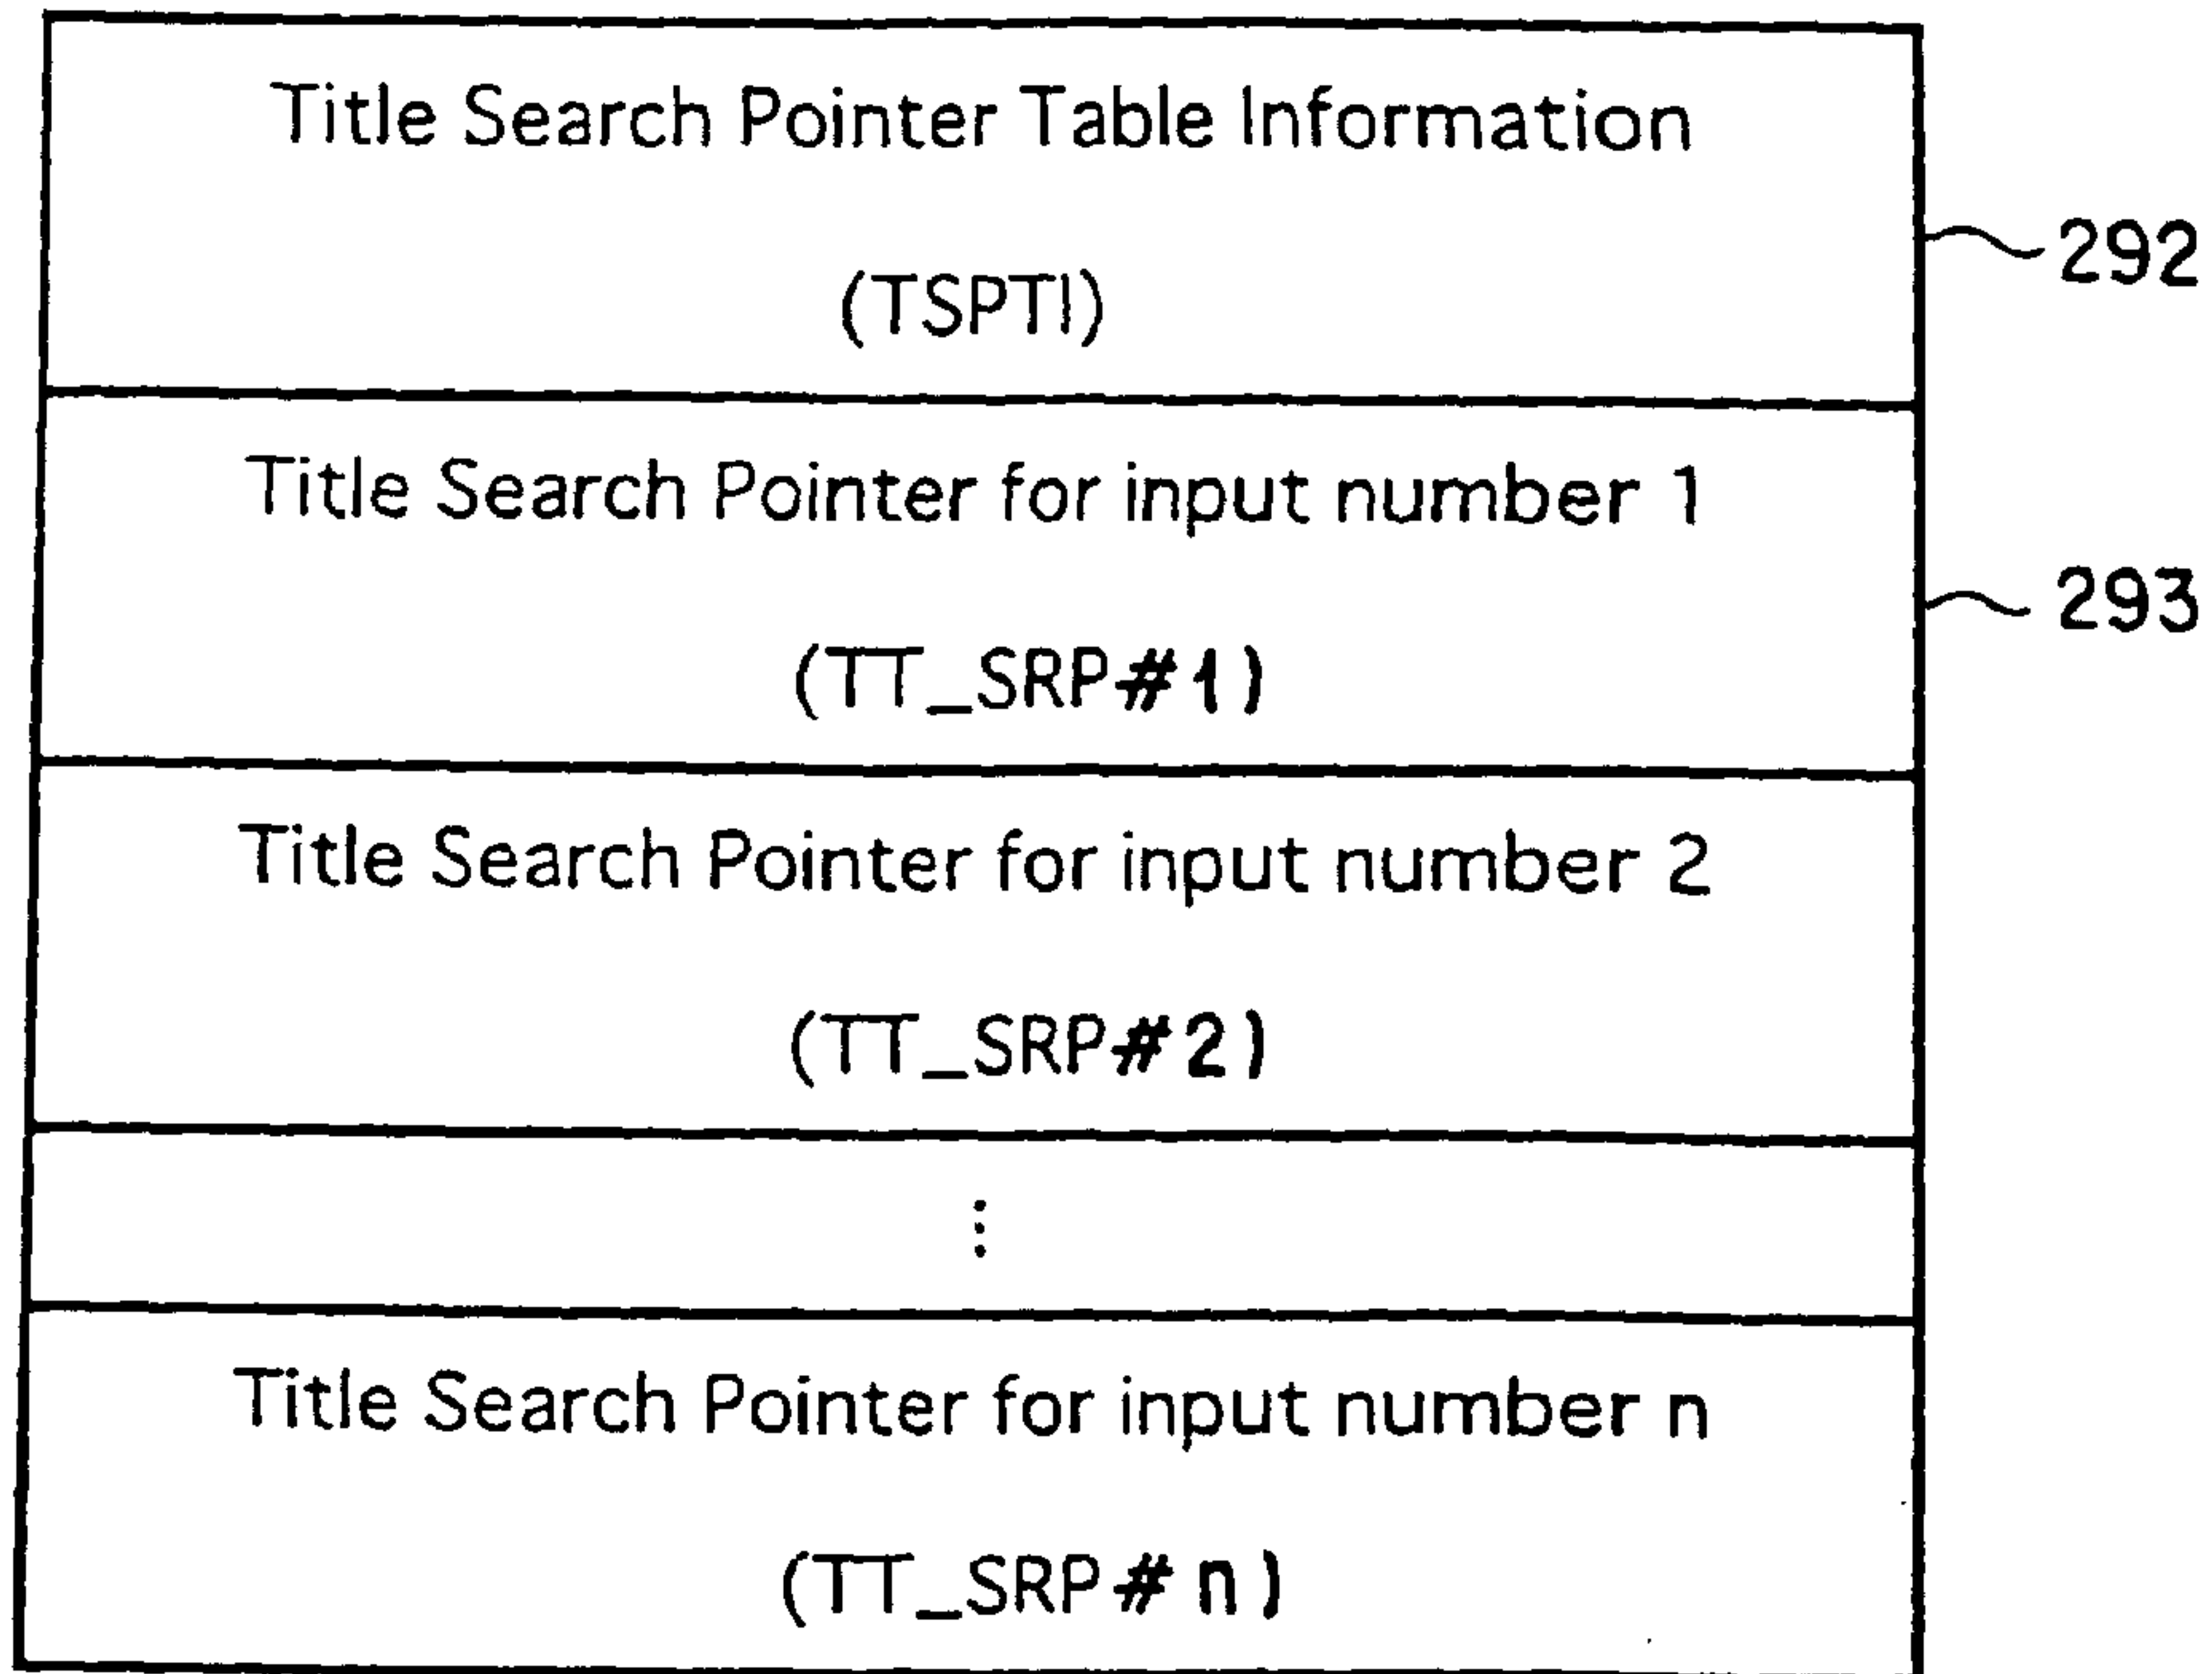 Title Search Pointer Table Information
(TSPTI)
292
Title Search Pointer for input number 1
293
(TT_SRP#1)
Title Search Pointer for input number 2
(TT_SRP#2)
⋮
Title Search Pointer for input number n
(TT_SRP#n)